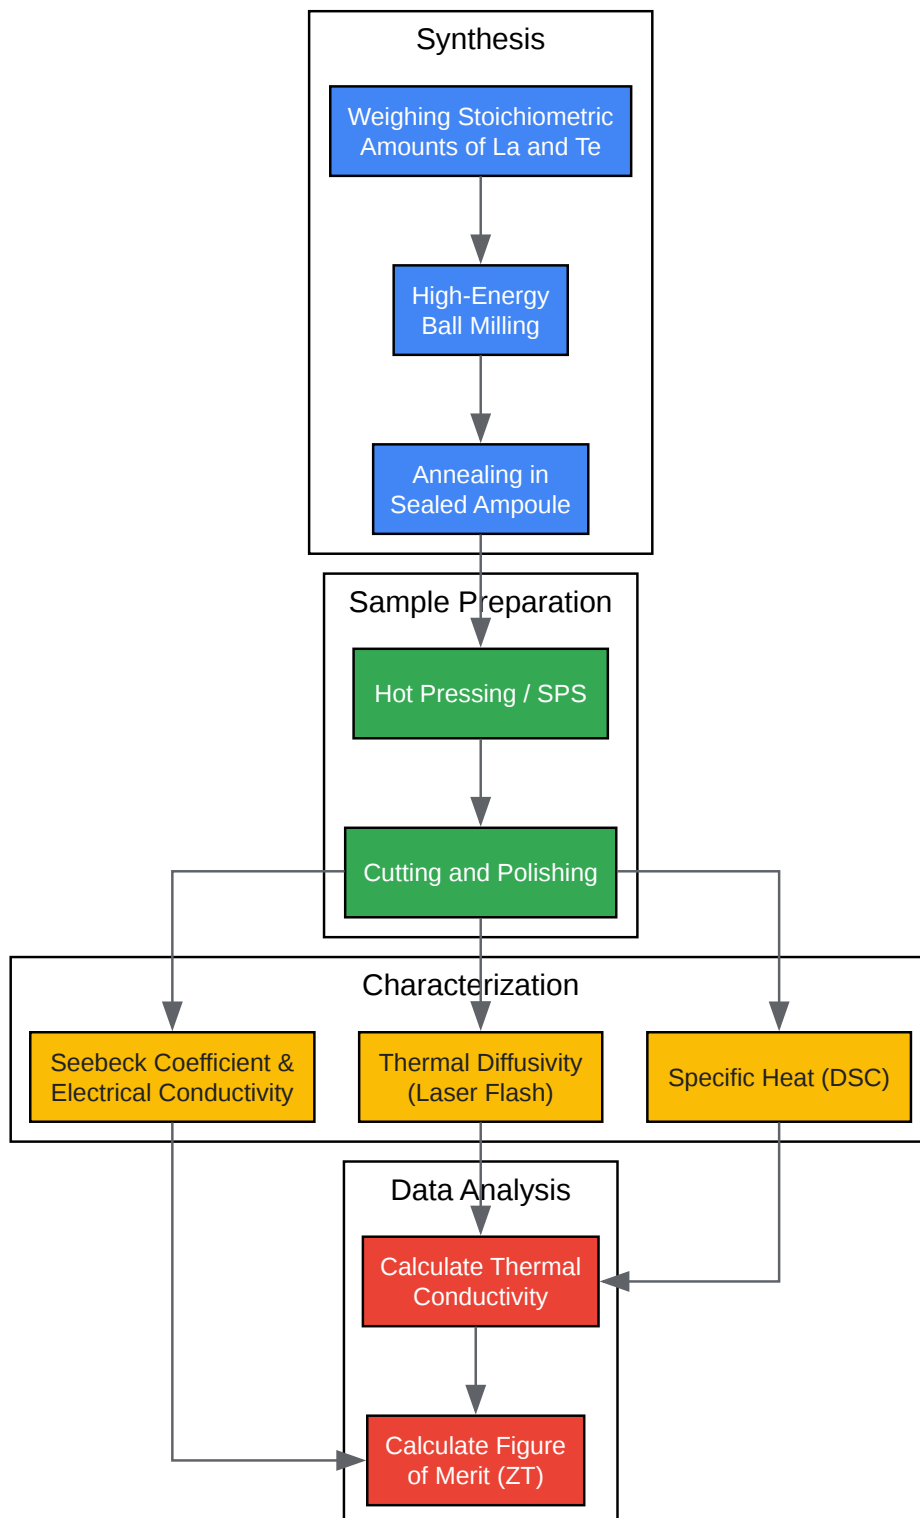 Synthesis
Weighing Stoichiometric
Amounts of La and Te
High-Energy
Ball Milling
Annealing in
Sealed Ampoule
Sample Preparation
Hot Pressing / SPS
Cutting and Polishing
Characterization
Seebeck Coefficient &
Electrical Conductivity
Thermal Diffusivity
(Laser Flash)
Specific Heat (DSC)
Data Analysis
Calculate Thermal
Conductivity
Calculate Figure
of Merit (ZT)